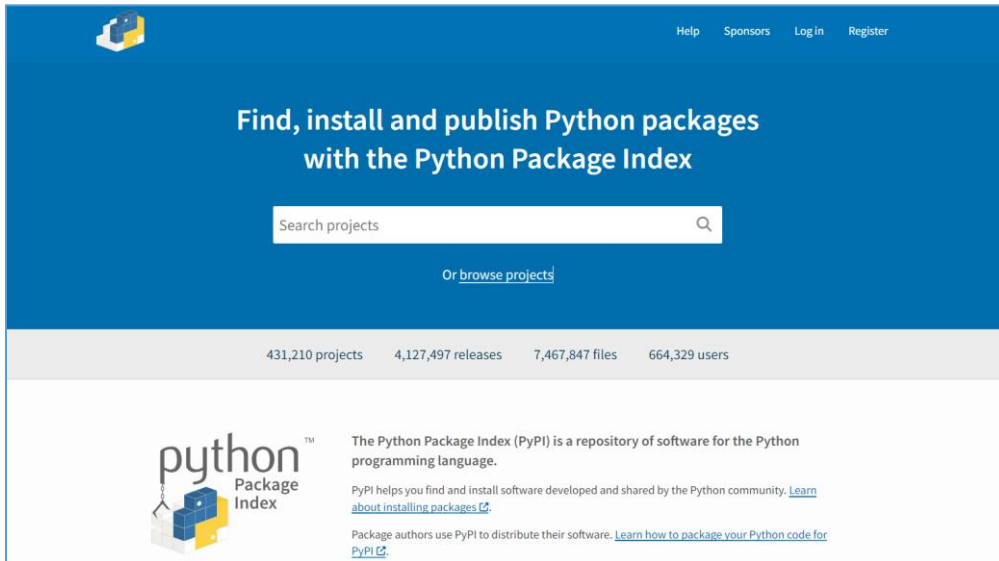 Help Sponsors Log in Register
Find, install and publish Python packages
with the Python Package Index
Search projects
Or browse projects
431,210 projects 4,127,497 releases 7,467,847 files 664,329 users
python™
Package
Index
The Python Package Index (PyPI) is a repository of software for the Python
programming language.
PyPI helps you find and install software developed and shared by the Python community. Learn
about installing packages.
Package authors use PyPI to distribute their software. Learn how to package your Python code for
PyPI.